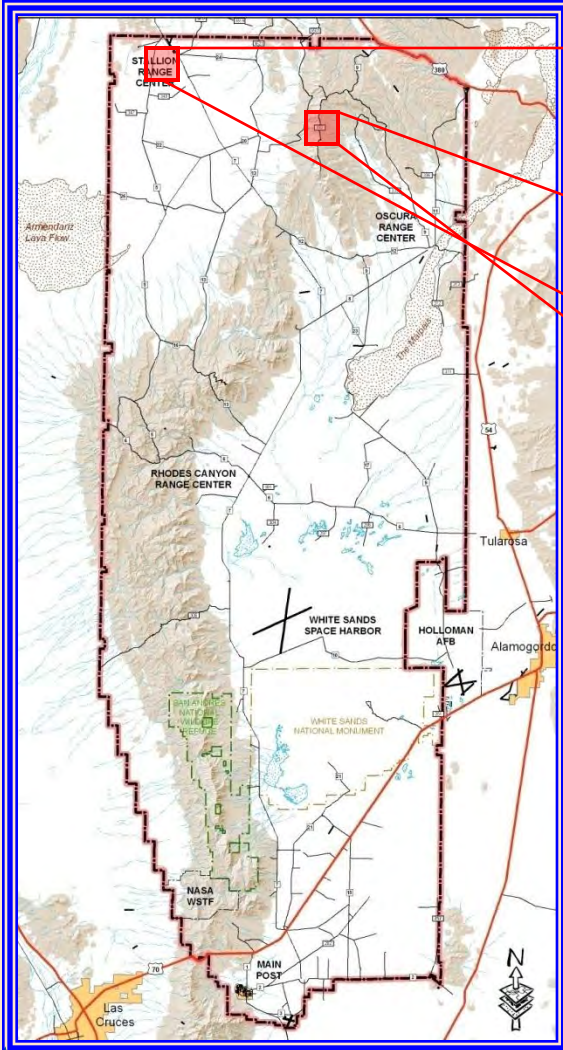 STALLION
RANGE
CENTER
380
Armendariz
Lava Flow
OSCURA
RANGE
CENTER
The Malpais
54
RHODES CANYON
RANGE CENTER
Tularosa
WHITE SANDS
SPACE HARBOR
HOLLOMAN
AFB
Alamogordo
SAN ANDRES
NATIONAL
WILDLIFE
REFUGE
WHITE SANDS
NATIONAL MONUMENT
NASA
WSTF
70
MAIN
POST
Las
Cruces
N